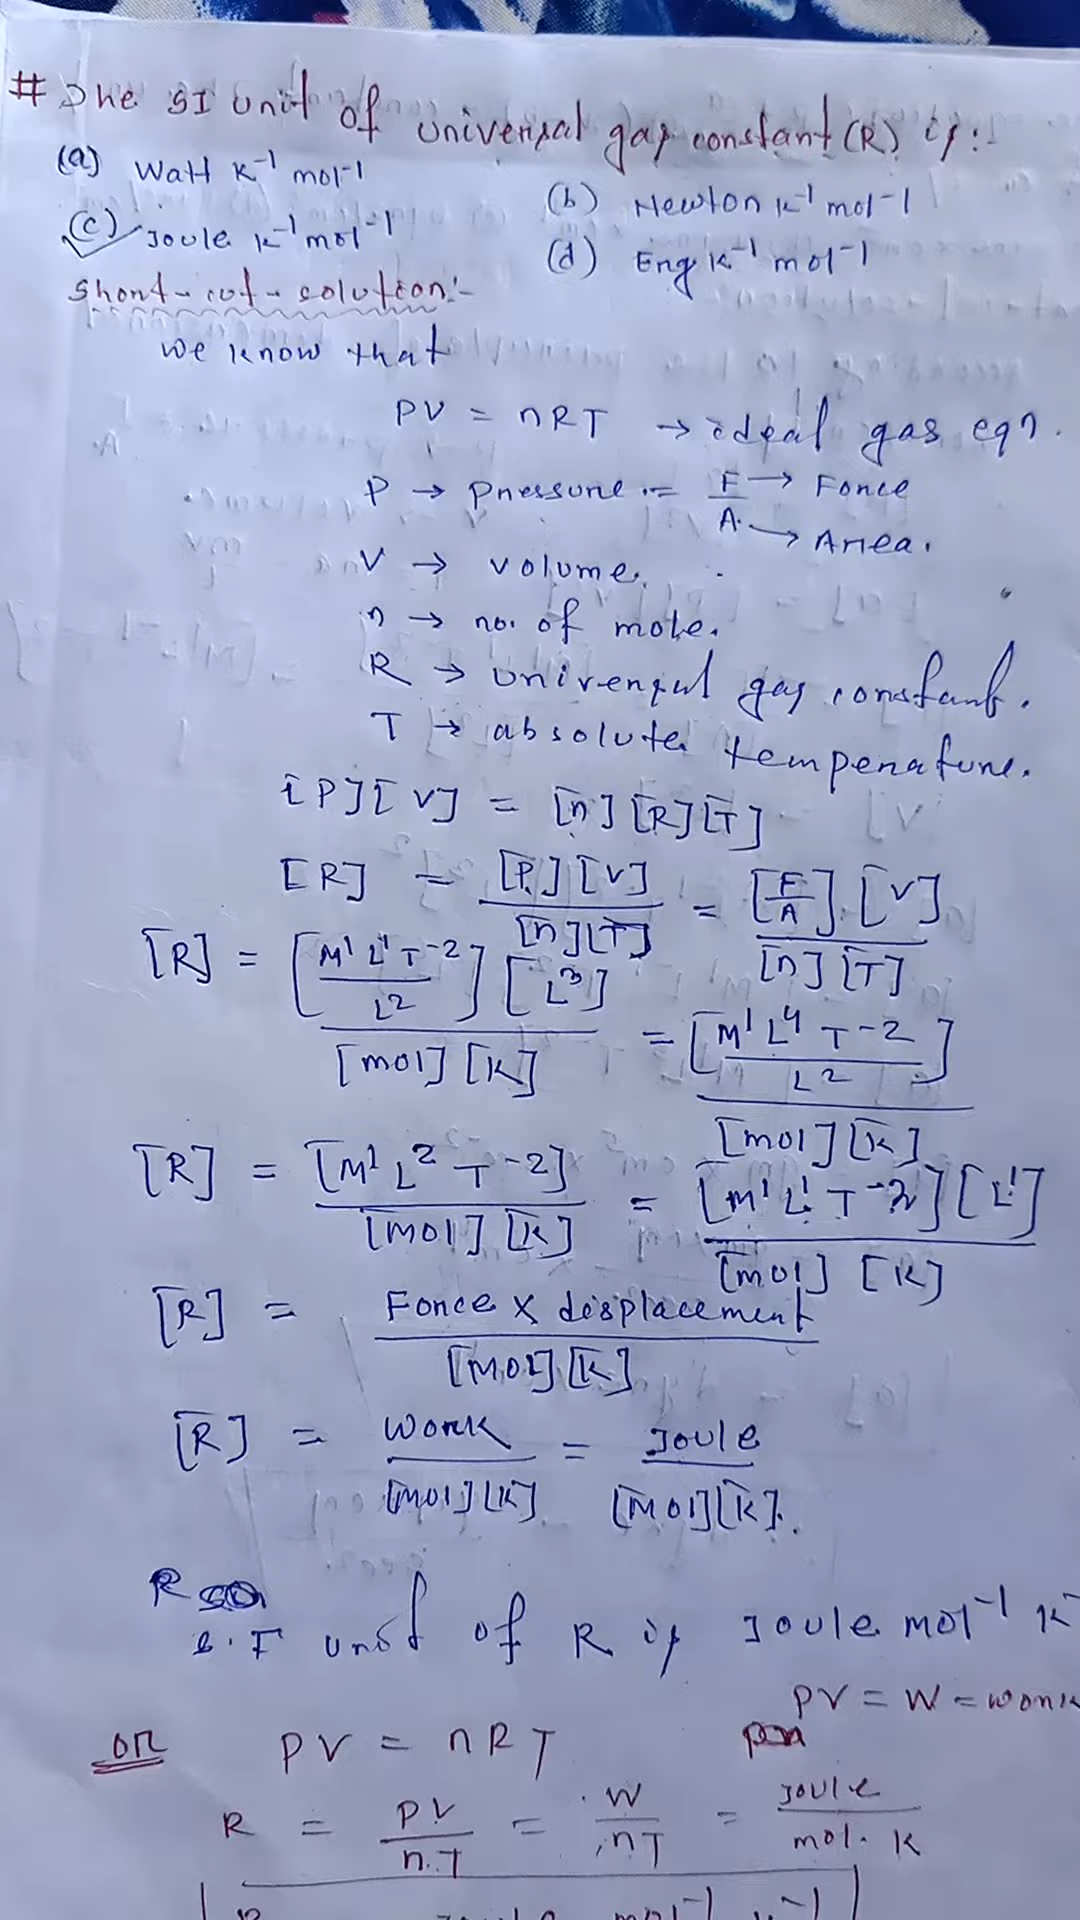 # The SI unit of universal gas constant (R) is:-
(a) Watt K⁻¹ mol⁻¹
(b) Newton K⁻¹ mol⁻¹
(c) Joule K⁻¹ mol⁻¹
(d) Erg K⁻¹ mol⁻¹
Short-cut-solution:-
we know that
PV = nRT → ideal gas eqn.
P → Pressure = F/A F → Force
A → Area.
V → volume.
n → no. of mole.
R → universal gas constant.
T → absolute temperature.
[P][V] = [n][R][T]
[R] = [P][V]/[n][T] = [F/A][V]/[n][T]
[R] = [M¹L¹T⁻²/L²][L³]/[mol][K] = [M¹L⁴T⁻²/L²]/[mol][K]
[R] = [M¹L²T⁻²]/[mol][K] = [M¹L¹T⁻²][L¹]/[mol][K]
[R] = Force x displacement/[mol][K]
[R] = work/[mol][K] = Joule/[mol][K].
R
S.I unit of R is Joule mol⁻¹ K⁻
PV = W = work
or PV = nRT
R = PV/n.T = W/nT = Joule/mol. K
R Joule mol⁻¹ K⁻¹